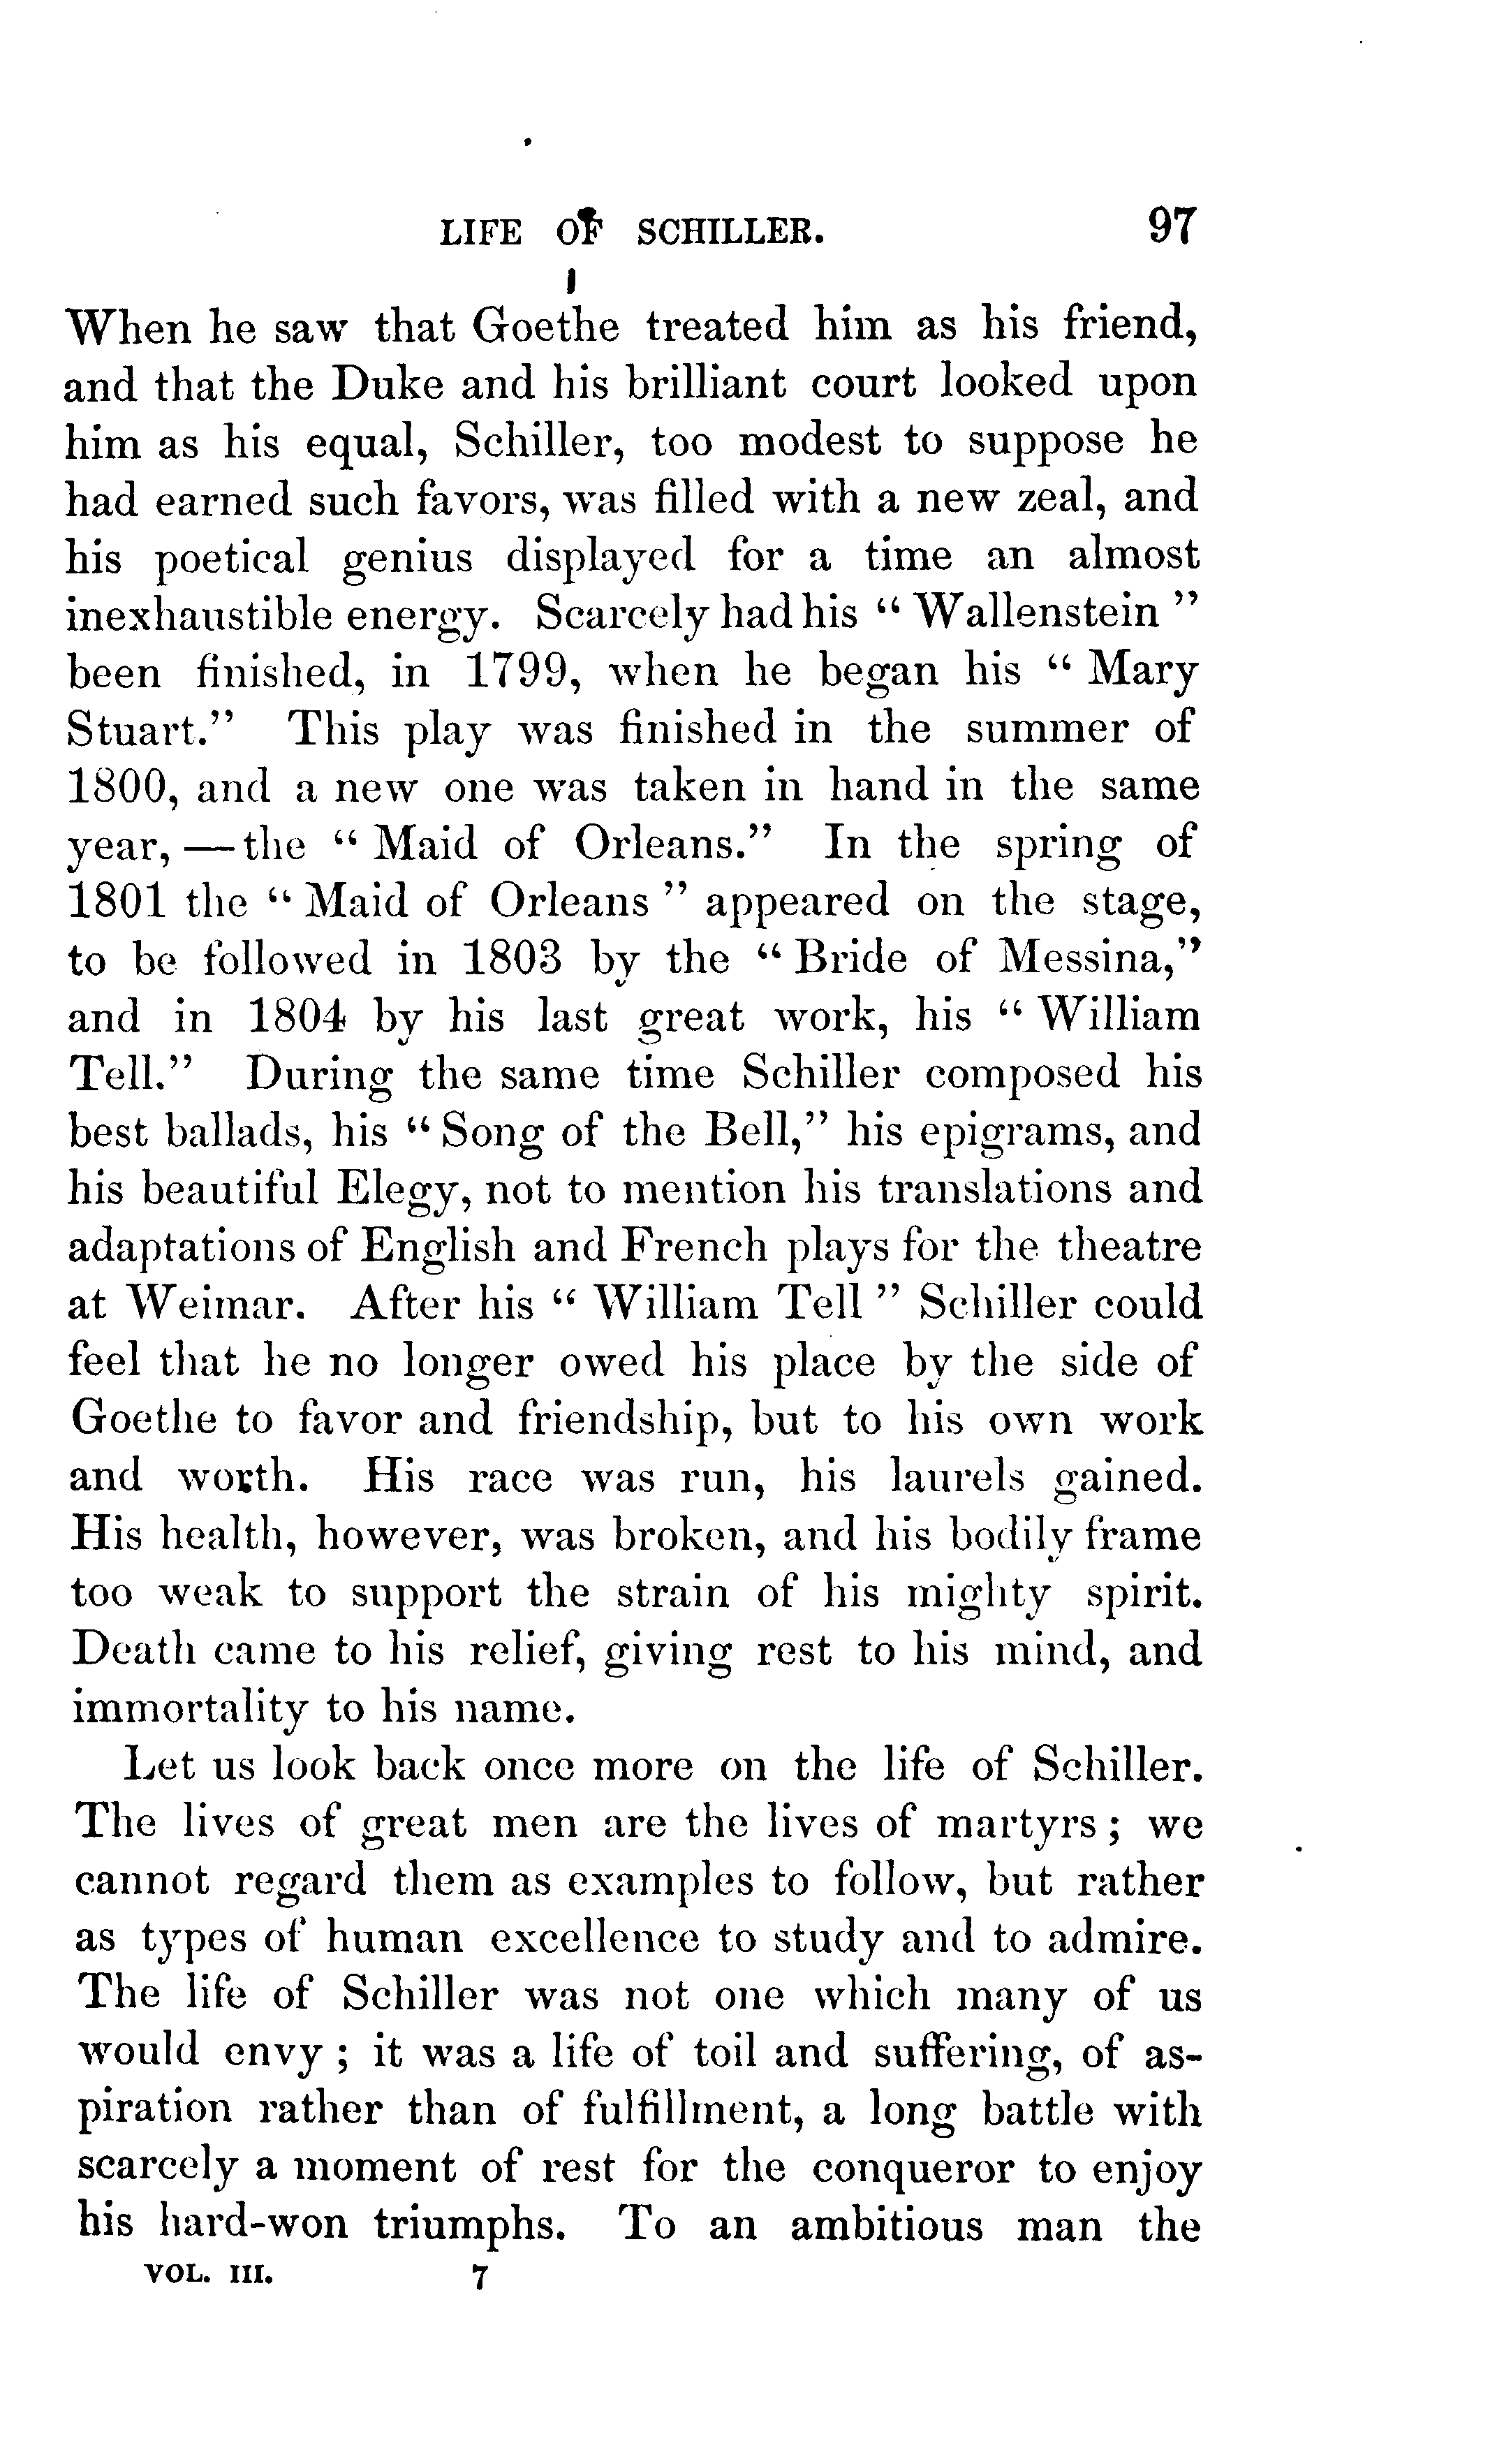 LIFE OF SCHILLER. 97
When he saw that Goethe treated him as his friend,
and that the Duke and his brilliant court looked upon
him as his equal, Schiller, too modest to suppose he
had earned such favors, was filled with a new zeal, and
his poetical genius displayed for a time an almost
inexhaustible energy. Scarcely had his “ Wallenstein ”
been finished, in 1799, when he began his “ Mary
Stuart.” This play was finished in the summer of
1800, and a new one was taken in hand in the same
year, — the “ Maid of Orleans.” In the spring of
1801 the “ Maid of Orleans ” appeared on the stage,
to be followed in 1803 by the “ Bride of Messina,”
and in 1804 by his last great work, his “ William
Tell.” During the same time Schiller composed his
best ballads, his “ Song of the Bell,” his epigrams, and
his beautiful Elegy, not to mention his translations and
adaptations of English and French plays for the theatre
at Weimar. After his “ William Tell ” Schiller could
feel that he no longer owed his place by the side of
Goethe to favor and friendship, but to his own work
and worth. His race was run, his laurels gained.
His health, however, was broken, and his bodily frame
too weak to support the strain of his mighty spirit.
Death came to his relief, giving rest to his mind, and
immortality to his name.
Let us look back once more on the life of Schiller.
The lives of great men are the lives of martyrs ; we
cannot regard them as examples to follow, but rather
as types of human excellence to study and to admire.
The life of Schiller was not one which many of us
would envy ; it was a life of toil and suffering, of as-
piration rather than of fulfillment, a long battle with
scarcely a moment of rest for the conqueror to enjoy
his hard-won triumphs. To an ambitious man the
VOL. III. 7